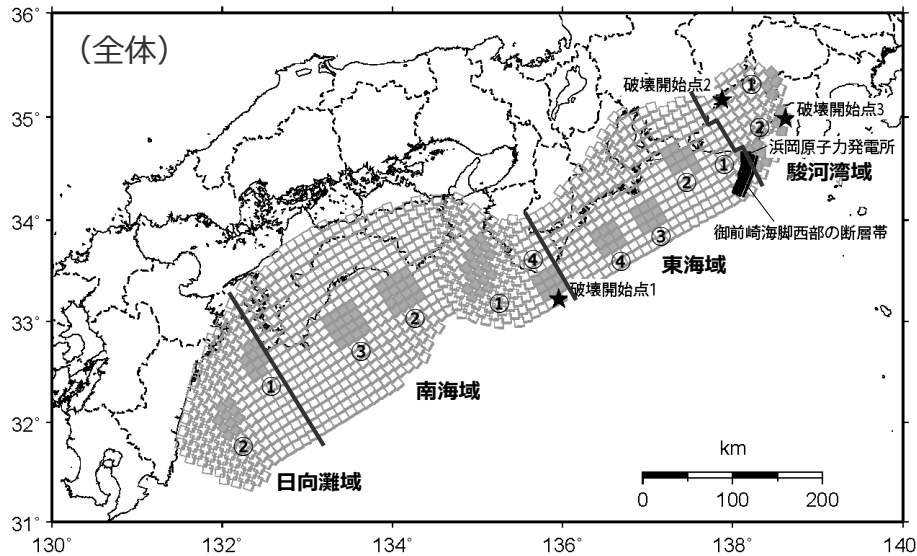 36°
35°
34°
33°
32°
31°
(全体)
破壊開始点2
①
破壊開始点3
②
浜岡原子力発電所
①
駿河湾域
②
御前崎海脚西部の断層帯
③
④
④
東海域
破壊開始点1
①
②
③
南海域
①
②
日向灘域
km
0 100 200
130 132 134 136 138 140